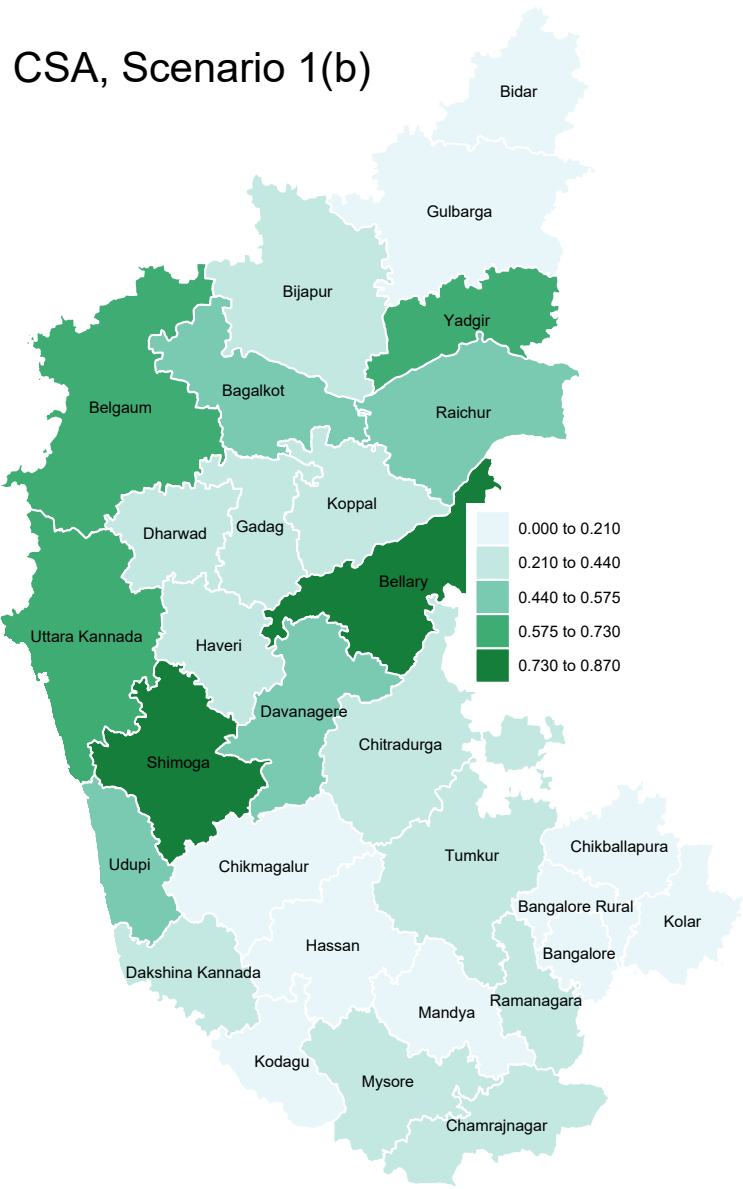 CSA, Scenario 1(b)
Bidar
Gulbarga
Bijapur
Yadgir
Bagalkot
Belgaum
Raichur
Koppal
Gadag
Dharwad
0.000 to 0.210
0.210 to 0.440
0.440 to 0.575
0.575 to 0.730
0.730 to 0.870
Bellary
Uttara Kannada
Haveri
Davanagere
Chitradurga
Shimoga
Udupi
Chikmagalur
Tumkur
Chikballapura
Bangalore Rural
Kolar
Hassan
Bangalore
Dakshina Kannada
Ramanagara
Mandya
Kodagu
Mysore
Chamrajnagar